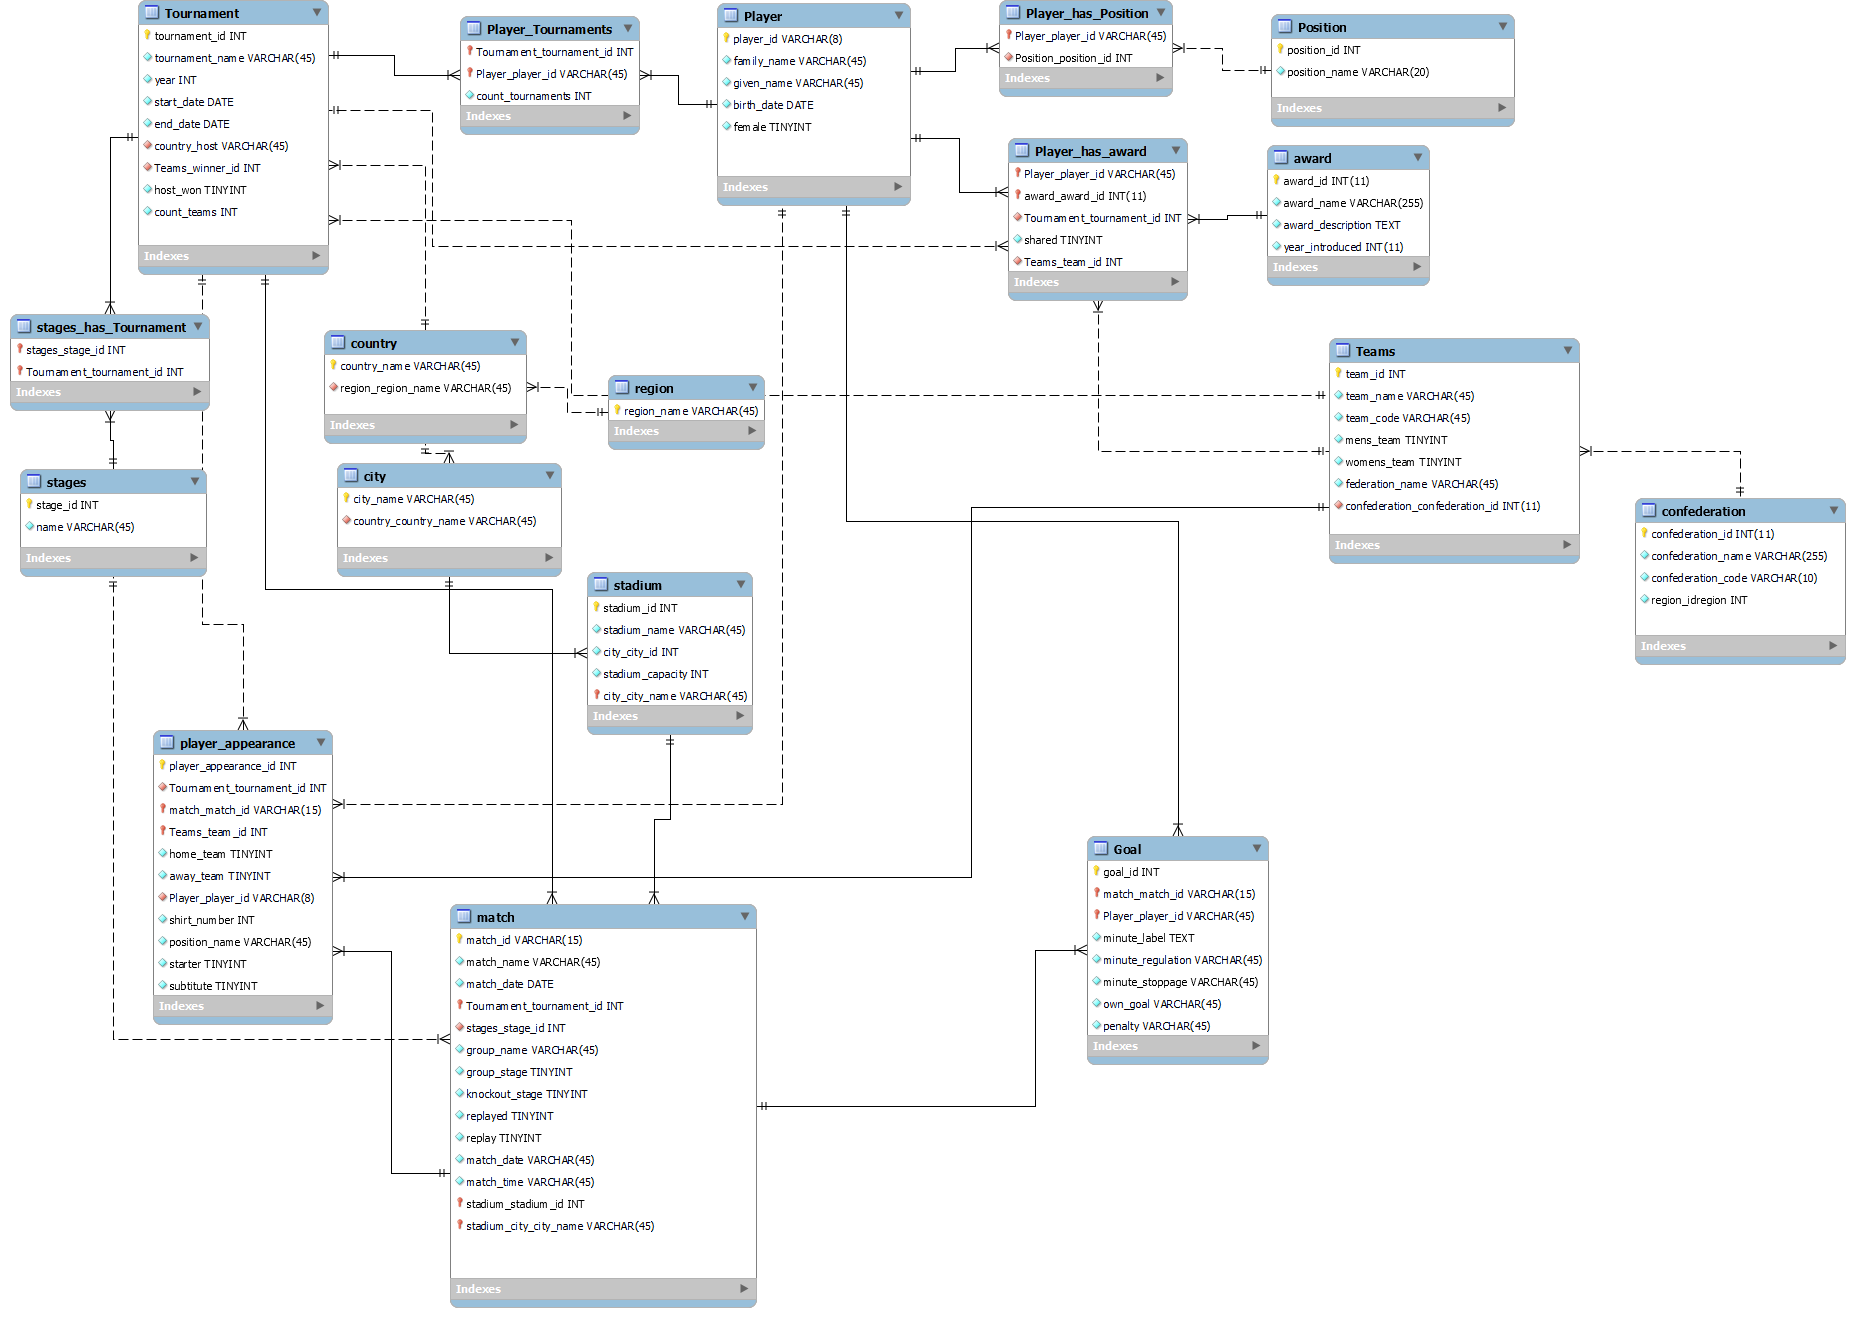 Tournament
tournament_id INT
tournament_name VARCHAR(45)
year INT
start_date DATE
end_date DATE
country_host VARCHAR(45)
Teams_winner_id INT
host_won TINYINT
count_teams INT
Indexes
Player_Tournaments
Tournament_tournament_id INT
Player_player_id VARCHAR(45)
count_tournaments INT
Indexes
Player
player_id VARCHAR(8)
family_name VARCHAR(45)
given_name VARCHAR(45)
birth_date DATE
female TINYINT
Indexes
Player_has_Position
Player_player_id VARCHAR(45)
Position_position_id INT
Indexes
Position
position_id INT
position_name VARCHAR(20)
Indexes
Player_has_award
Player_player_id VARCHAR(45)
award_award_id INT(11)
Tournament_tournament_id INT
shared TINYINT
Teams_team_id INT
Indexes
award
award_id INT(11)
award_name VARCHAR(255)
award_description TEXT
year_introduced INT(11)
Indexes
stages_has_Tournament
stages_stage_id INT
Tournament_tournament_id INT
Indexes
country
country_name VARCHAR(45)
region_region_name VARCHAR(45)
Indexes
region
region_name VARCHAR(45)
Indexes
Teams
team_id INT
team_name VARCHAR(45)
team_code VARCHAR(45)
mens_team TINYINT
womens_team TINYINT
federation_name VARCHAR(45)
confederation_confederation_id INT(11)
Indexes
stages
stage_id INT
name VARCHAR(45)
Indexes
city
city_name VARCHAR(45)
country_country_name VARCHAR(45)
Indexes
confederation
confederation_id INT(11)
confederation_name VARCHAR(255)
confederation_code VARCHAR(10)
region_idregion INT
Indexes
stadium
stadium_id INT
stadium_name VARCHAR(45)
city_city_id INT
stadium_capacity INT
city_city_name VARCHAR(45)
Indexes
player_appearance
player_appearance_id INT
Tournament_tournament_id INT
match_match_id VARCHAR(15)
Teams_team_id INT
home_team TINYINT
away_team TINYINT
Player_player_id VARCHAR(8)
shirt_number INT
position_name VARCHAR(45)
starter TINYINT
subtitute TINYINT
Indexes
Goal
goal_id INT
match_match_id VARCHAR(15)
Player_player_id VARCHAR(45)
minute_label TEXT
minute_regulation VARCHAR(45)
minute_stoppage VARCHAR(45)
own_goal VARCHAR(45)
penalty VARCHAR(45)
Indexes
match
match_id VARCHAR(15)
match_name VARCHAR(45)
match_date DATE
Tournament_tournament_id INT
stages_stage_id INT
group_name VARCHAR(45)
group_stage TINYINT
knockout_stage TINYINT
replayed TINYINT
replay TINYINT
match_date VARCHAR(45)
match_time VARCHAR(45)
stadium_stadium_id INT
stadium_city_city_name VARCHAR(45)
Indexes